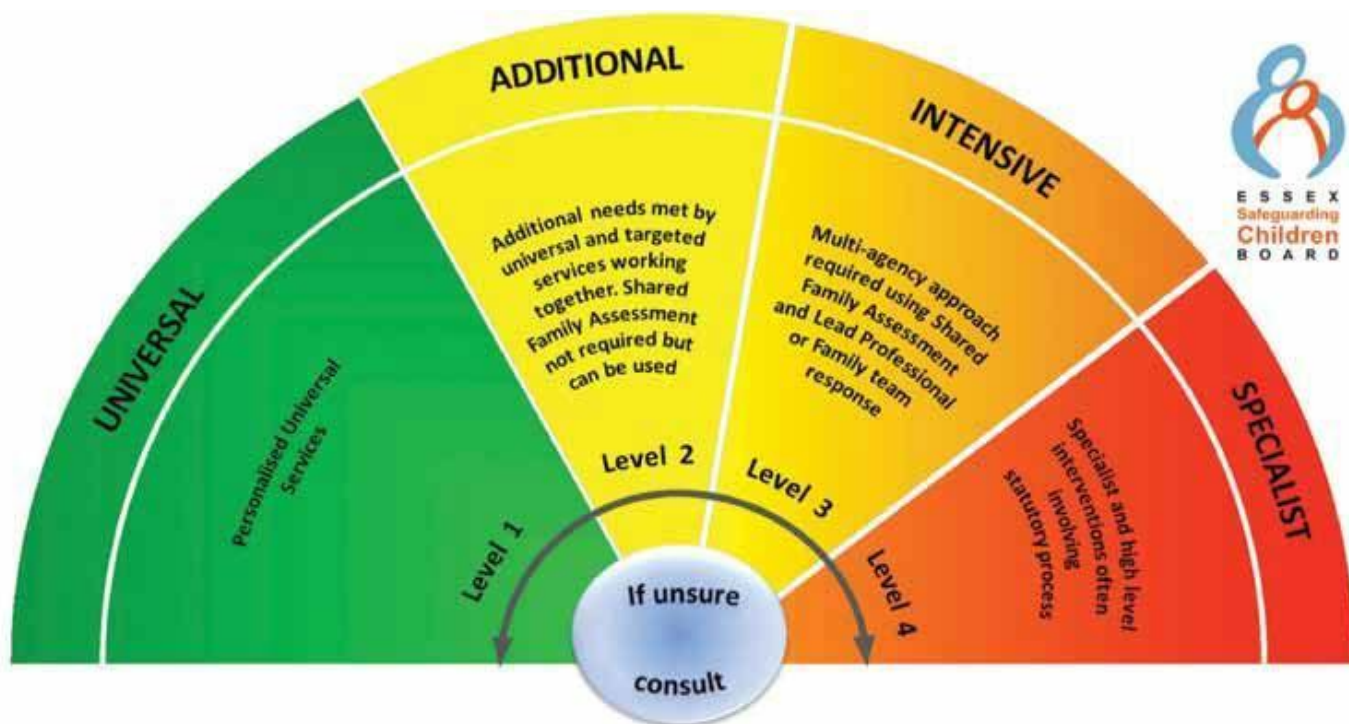 UNIVERSAL
Personalised Universal
Services
Level 1
ADDITIONAL
Additional needs met by
universal and targeted
services working
together. Shared
Family Assessment
not required but
can be used
Level 2
INTENSIVE
Multi-agency approach
required using Shared
Family Assessment
and Lead Professional
or Family team
response
Level 3
SPECIALIST
Specialist and high level
interventions often
involving
statutory process
Level 4
If unsure
consult
ESSEX
Safeguarding
Children
BOARD